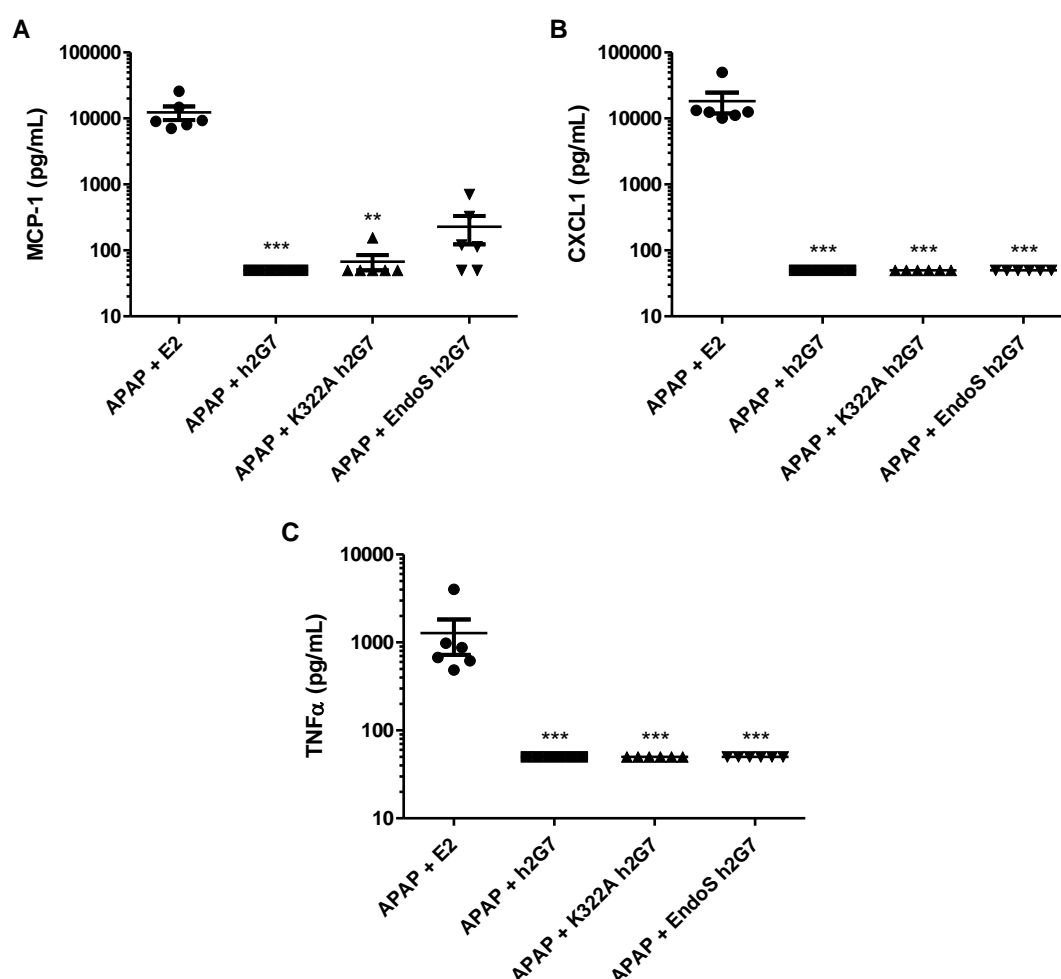 A
100000
10000
1000
100
10
MCP-1 (pg/mL)
**
***
APAP + E2
APAP + h2G7
APAP + K322A h2G7
APAP + EndoS h2G7
B
100000
10000
1000
100
10
CXCL1 (pg/mL)
*** *** ***
APAP + E2
APAP + h2G7
APAP + K322A h2G7
APAP + EndoS h2G7
C
10000
1000
100
10
TNFα (pg/mL)
*** *** ***
APAP + E2
APAP + h2G7
APAP + K322A h2G7
APAP + EndoS h2G7